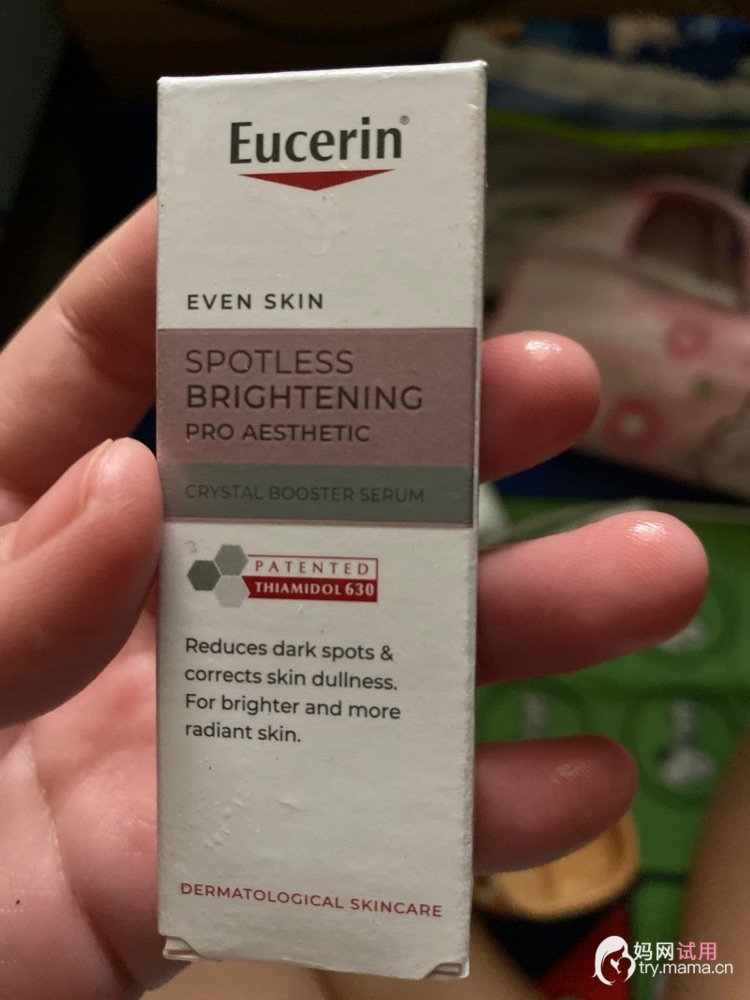 Eucerin®
EVEN SKIN
SPOTLESS
BRIGHTENING
PRO AESTHETIC
CRYSTAL BOOSTER SERUM
PATENTED
THIAMIDOL 630
Reduces dark spots &
corrects skin dullness.
For brighter and more
radiant skin.
DERMATOLOGICAL SKINCARE
妈网试用
try.mama.cn